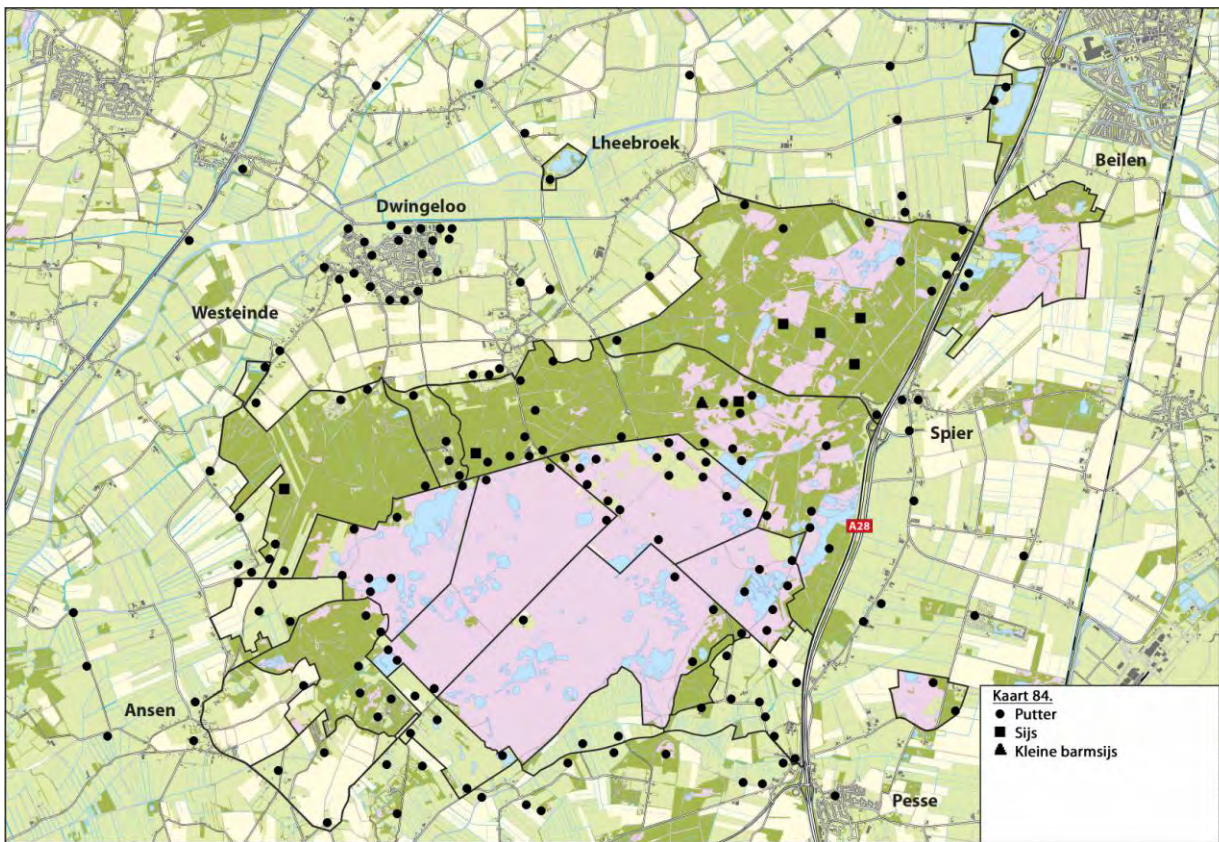 Lheebroek
Beilen
Dwingeloo
Westeinde
Spier
A28
Ansen
Pesse
Kaart 84.
Putter
Sijs
Kleine barmsijs